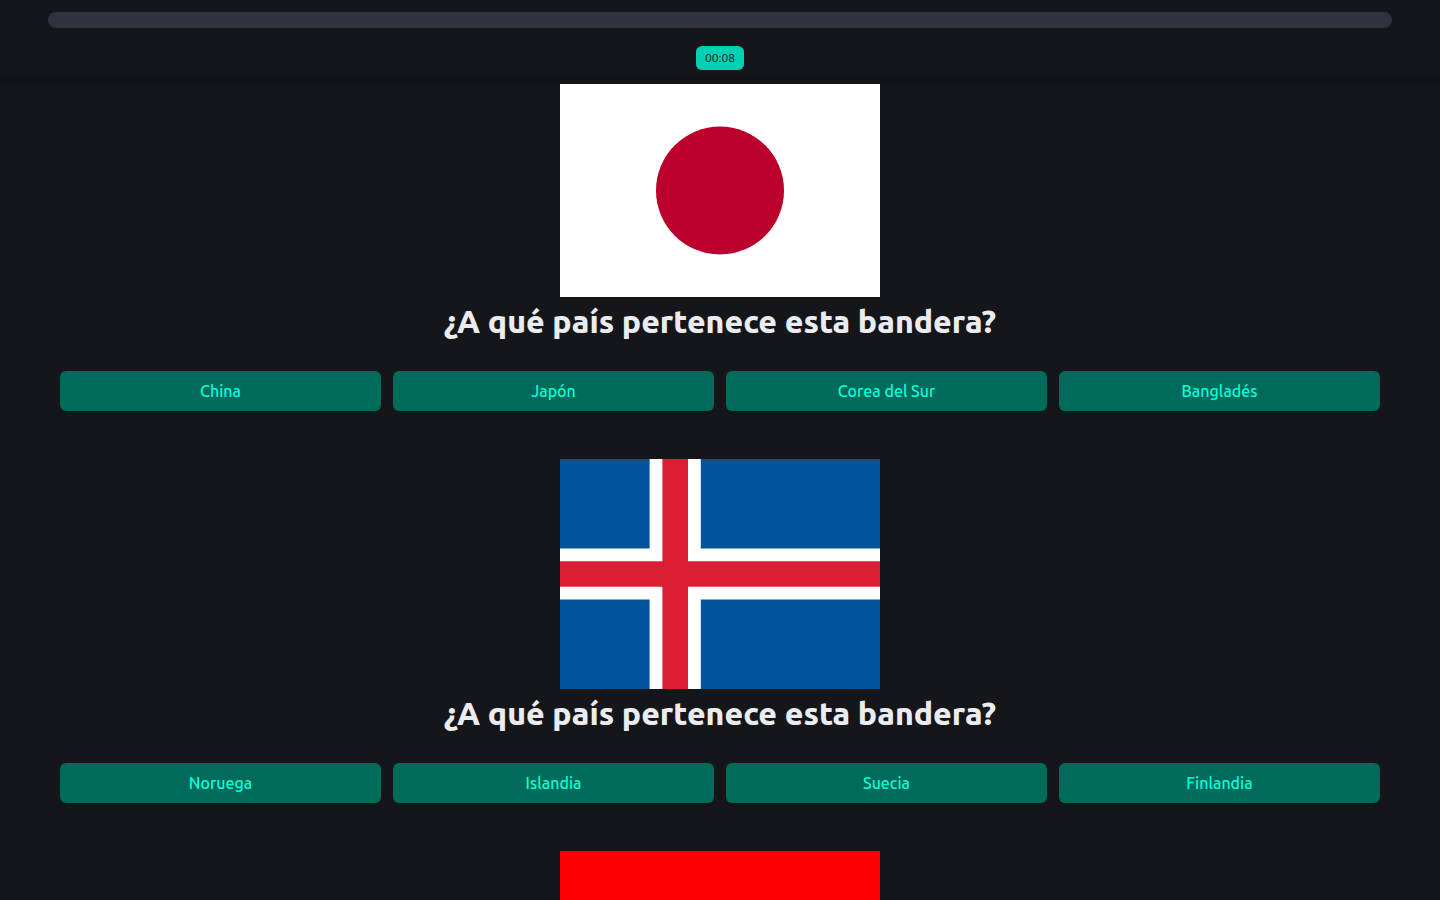 00:08
¿A qué país pertenece esta bandera?
China
Japón
Corea del Sur
Bangladés
¿A qué país pertenece esta bandera?
Noruega
Islandia
Suecia
Finlandia